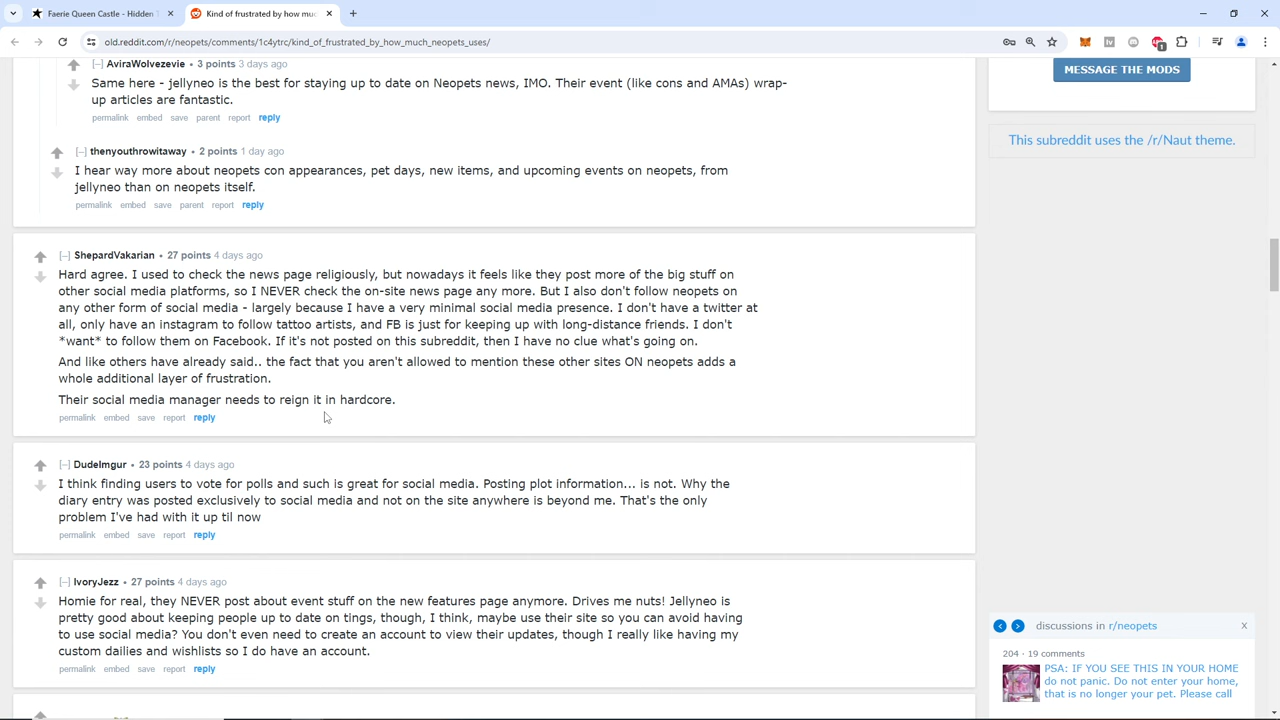 Faerie Queen Castle - Hidden T
Kind of frustrated by how muc
old.reddit.com/r/neopets/comments/1c4ytrc/kind_of_frustrated_by_how_much_neopets_uses/
[–] AviraWolvezevie • 3 points 3 days ago
Same here - jellyneo is the best for staying up to date on Neopets news, IMO. Their event (like cons and AMAs) wrap-
up articles are fantastic.
permalink embed save parent report reply
[–] thenyouthrowitaway • 2 points 1 day ago
I hear way more about neopets con appearances, pet days, new items, and upcoming events on neopets, from
jellyneo than on neopets itself.
permalink embed save parent report reply
[–] ShepardVakarian • 27 points 4 days ago
Hard agree. I used to check the news page religiously, but nowadays it feels like they post more of the big stuff on
other social media platforms, so I NEVER check the on-site news page any more. But I also don't follow neopets on
any other form of social media - largely because I have a very minimal social media presence. I don't have a twitter at
all, only have an instagram to follow tattoo artists, and FB is just for keeping up with long-distance friends. I don't
*want* to follow them on Facebook. If it's not posted on this subreddit, then I have no clue what's going on.
And like others have already said.. the fact that you aren't allowed to mention these other sites ON neopets adds a
whole additional layer of frustration.
Their social media manager needs to reign it in hardcore.
permalink embed save report reply
[–] DudeImgur • 23 points 4 days ago
I think finding users to vote for polls and such is great for social media. Posting plot information... is not. Why the
diary entry was posted exclusively to social media and not on the site anywhere is beyond me. That's the only
problem I've had with it up til now
permalink embed save report reply
[–] IvoryJezz • 27 points 4 days ago
Homie for real, they NEVER post about event stuff on the new features page anymore. Drives me nuts! Jellyneo is
pretty good about keeping people up to date on tings, though, I think, maybe use their site so you can avoid having
to use social media? You don't even need to create an account to view their updates, though I really like having my
custom dailies and wishlists so I do have an account.
permalink embed save report reply
MESSAGE THE MODS
This subreddit uses the /r/Naut theme.
discussions in r/neopets X
204 · 19 comments
PSA: IF YOU SEE THIS IN YOUR HOME
do not panic. Do not enter your home,
that is no longer your pet. Please call